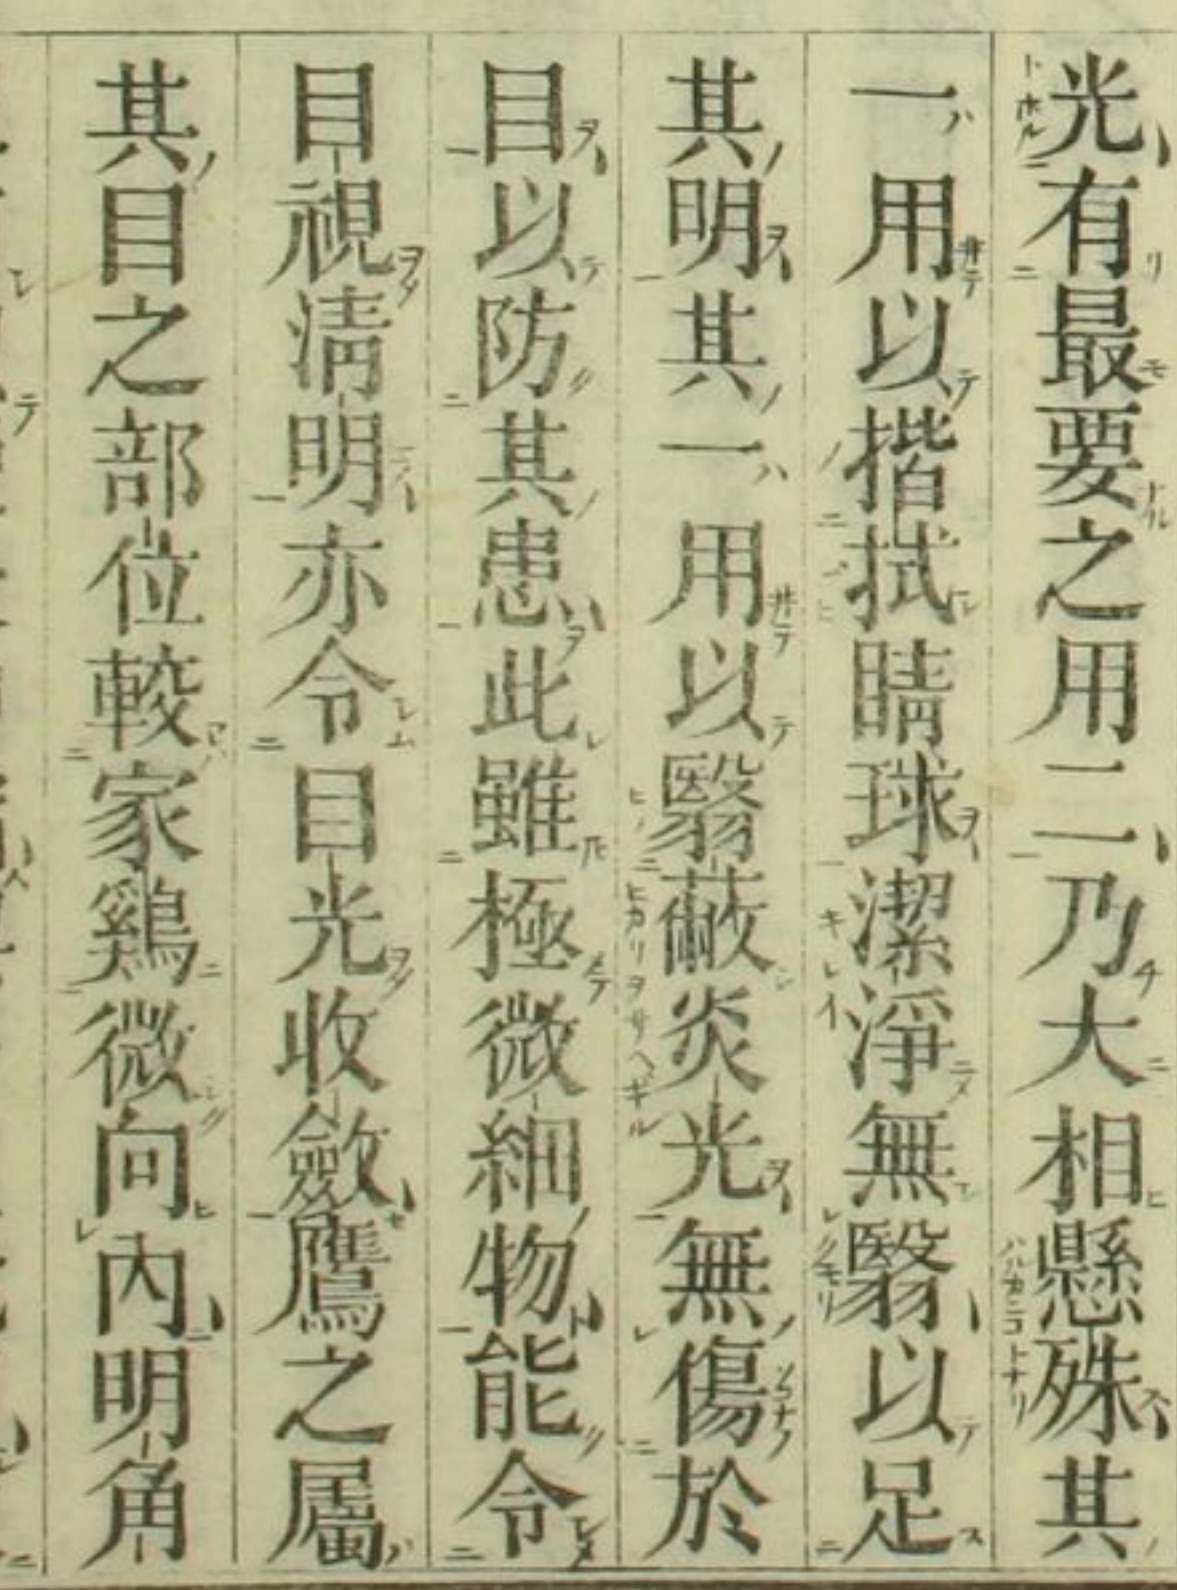 光有最要之用二乃大相懸殊其
一用以揩拭睛球潔淨無翳以足
其明其一用以翳蔽炎光無傷於
目以防其患此雖極微細物能令
目視淸明亦令目光收斂鷹之屬
其目之部位較家鷄微向內明角